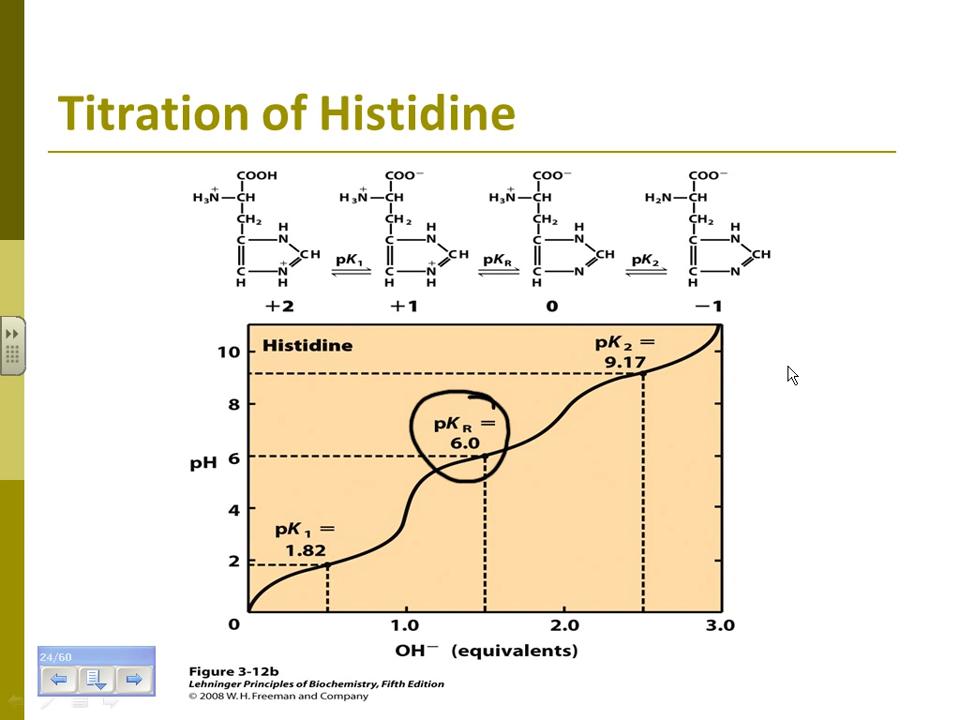 Titration of Histidine
COOH COO⁻ COO⁻ COO⁻
H₃N⁺—CH H₃N⁺—CH H₃N⁺—CH H₂N—CH
CH₂ CH₂ CH₂ CH₂
H H H H
C N C N C N C N
CH CH CH CH
pK₁ pKR pK₂
C N⁺ C N⁺ C N C N
H H H H H H
+2 +1 0 −1
Histidine
pK₂ =
9.17
pKR =
6.0
pK₁ =
1.82
10
8
pH 6
4
2
0 1.0 2.0 3.0
OH⁻ (equivalents)
24/60
Figure 3-12b
Lehninger Principles of Biochemistry, Fifth Edition
© 2008 W. H. Freeman and Company